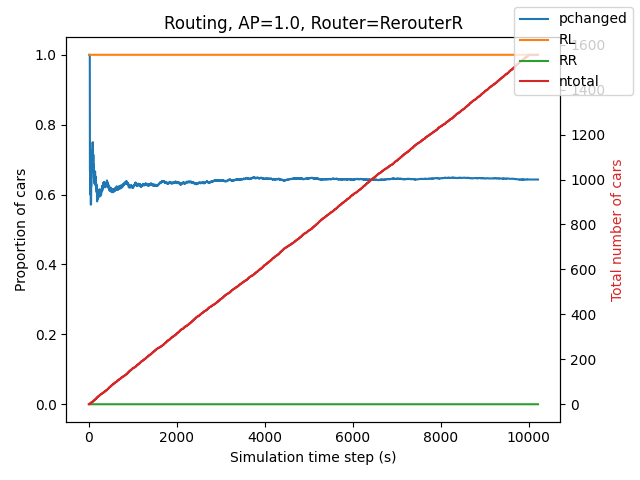 Routing, AP=1.0, Router=RerouterR
pchanged
RL
RR
ntotal
1.0
0.8
0.6
0.4
0.2
0.0
Proportion of cars
1600
1400
1200
1000
800
600
400
200
0
Total number of cars
0
2000
4000
6000
8000
10000
Simulation time step (s)